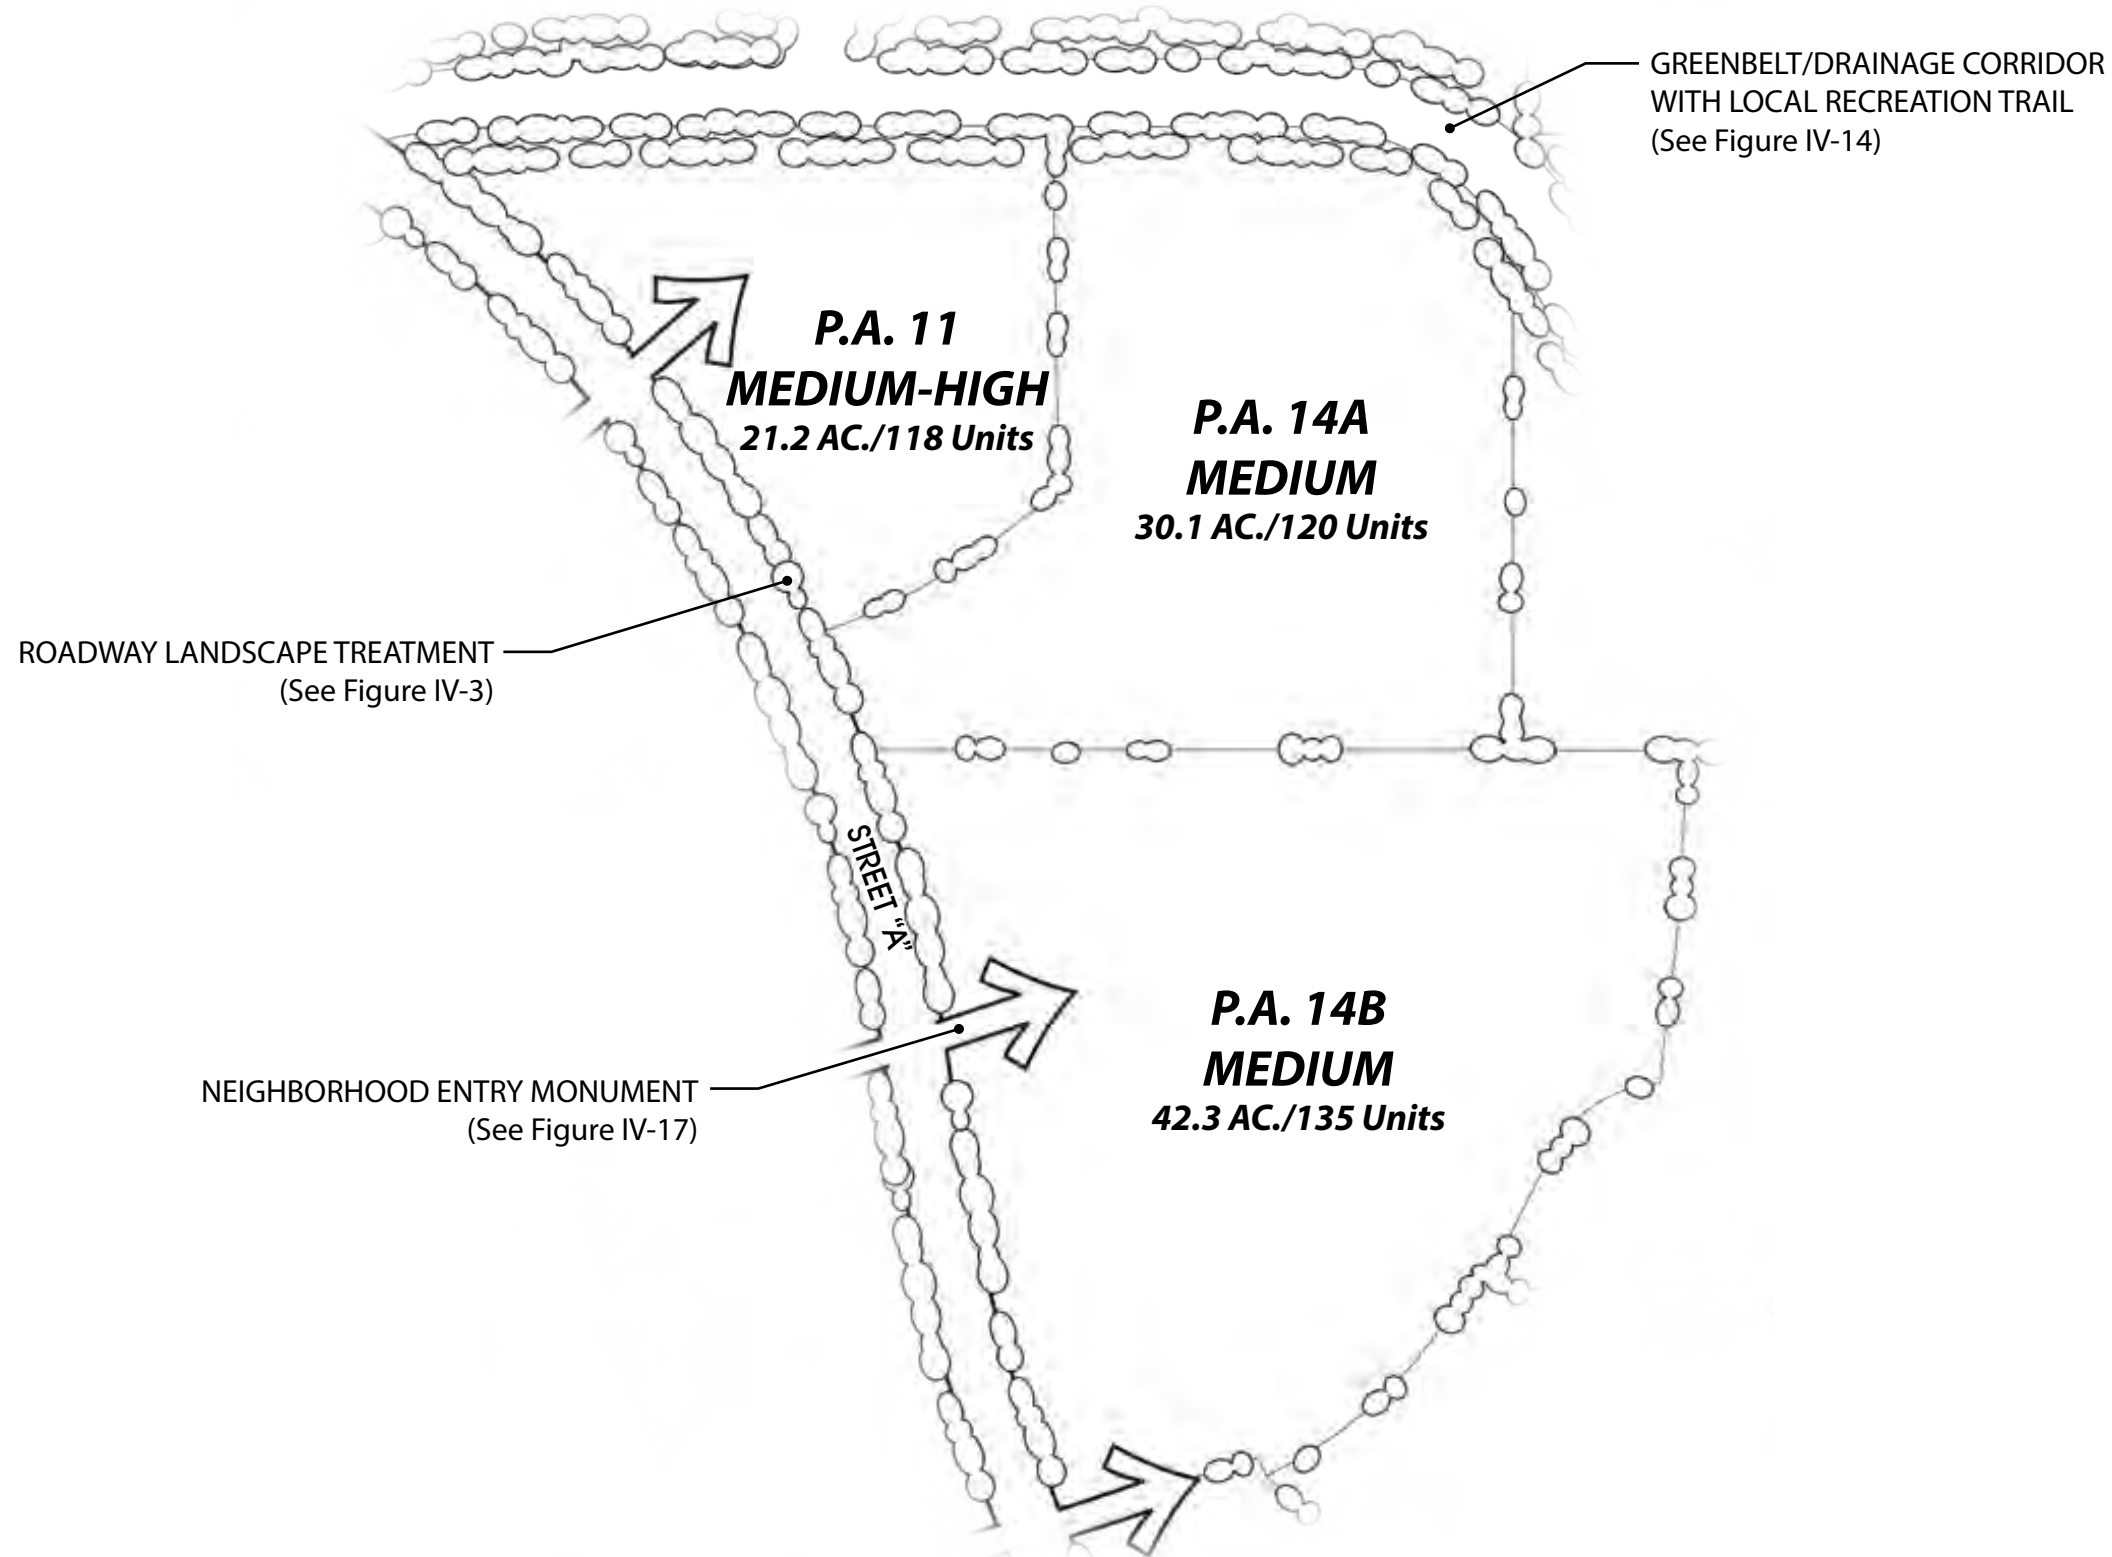 GREENBELT/DRAINAGE CORRIDOR
WITH LOCAL RECREATION TRAIL
(See Figure IV-14)
P.A. 11
MEDIUM-HIGH
21.2 AC./118 Units
P.A. 14A
MEDIUM
30.1 AC./120 Units
ROADWAY LANDSCAPE TREATMENT
(See Figure IV-3)
STREET “A”
P.A. 14B
MEDIUM
42.3 AC./135 Units
NEIGHBORHOOD ENTRY MONUMENT
(See Figure IV-17)